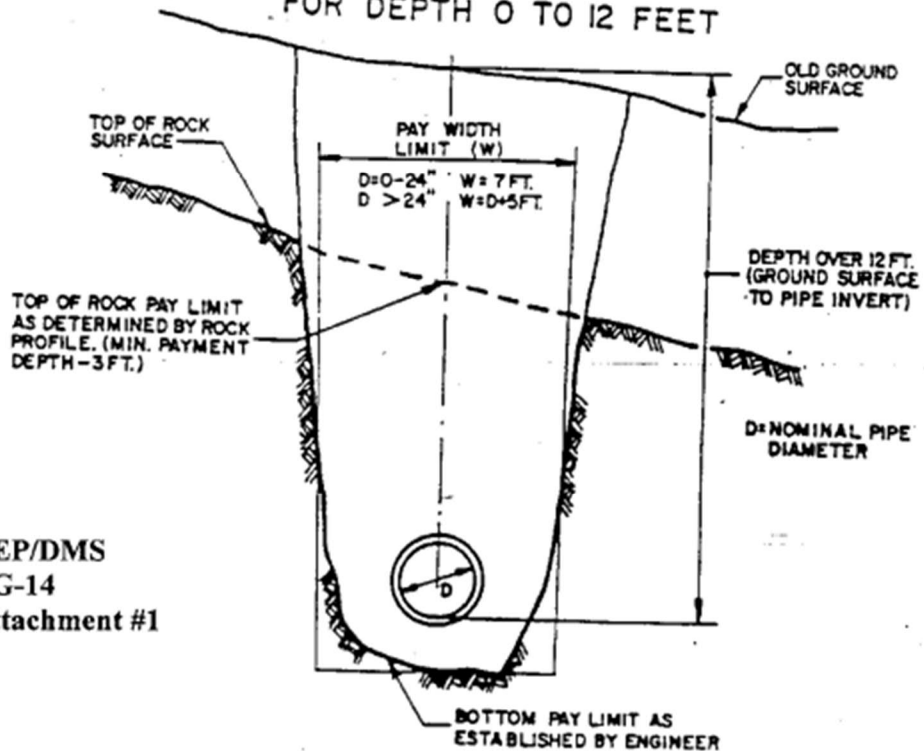 FOR DEPTH 0 TO 12 FEET
OLD GROUND
SURFACE
TOP OF ROCK
SURFACE
PAY WIDTH
LIMIT (W)
D=0-24" W= 7 FT.
D >24" W=D+5FT.
DEPTH OVER 12 FT.
(GROUND SURFACE
TO PIPE INVERT)
TOP OF ROCK PAY LIMIT
AS DETERMINED BY ROCK
PROFILE. (MIN. PAYMENT
DEPTH-3FT.)
D=NOMINAL PIPE
DIAMETER
EP/DMS
G-14
tachment #1
D
BOTTOM PAY LIMIT AS
ESTABLISHED BY ENGINEER